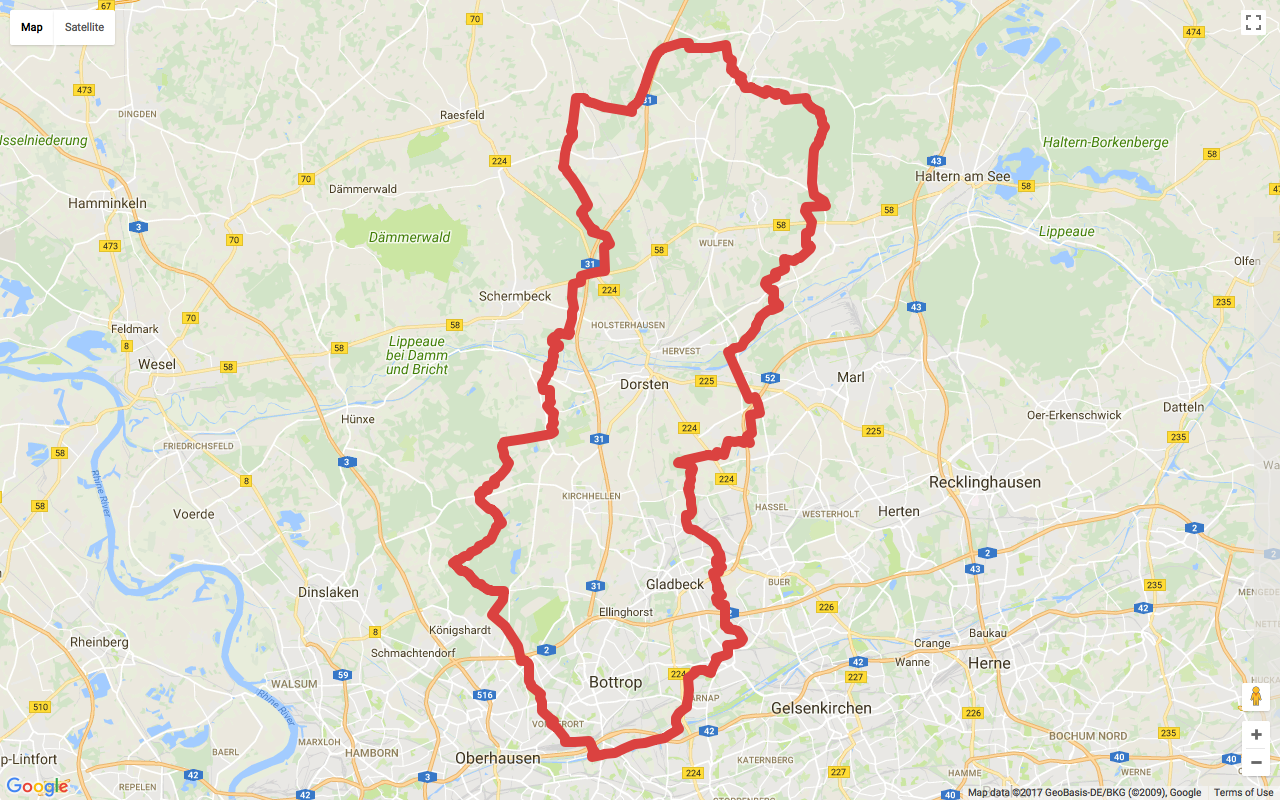 Map
Satellite
67
70
474
473
31
DINGDEN
Raesfeld
sselniederung
Haltern-Borkenberge
224
43
58
70
Haltern am See
58
47
Dämmerwald
Hamminkeln
3
58
58
70
Dämmerwald
WULFEN
Lippeaue
473
58
31
Olfen
224
Schermbeck
235
43
70
58
HOLSTERHAUSEN
Feldmark
8
Lippeaue
bei Damm
und Bricht
58
HERVEST
Wesel
58
Dorsten
225
52
Marl
Hünxe
Oer-Erkenschwick
Datteln
224
225
235
FRIEDRICHSFELD
31
58
3
Rhine River
8
224
Recklinghausen
KIRCHHELLEN
58
HASSEL
WESTERHOLT
Herten
Voerde
2
2
43
Dinslaken
31
Gladbeck
BUER
235
Ellinghorst
2
226
42
Königshardt
8
Baukau
Rheinberg
Schmachtendorf
2
Crange
Wanne
42
Herne
59
224
227
WALSUM
516
Bottrop
Rhine River
510
Gelsenkirchen
226
42
235
BOCHUM NORD
MARXLOH
BAERL
HAMBORN
Oberhausen
KATERNBERG
40
40
p-Lintfort
42
3
224
227
HAMME
WERNE
REPELEN
42
40
Google
Map data ©2017 GeoBasis-DE/BKG (©2009), Google
Terms of Use